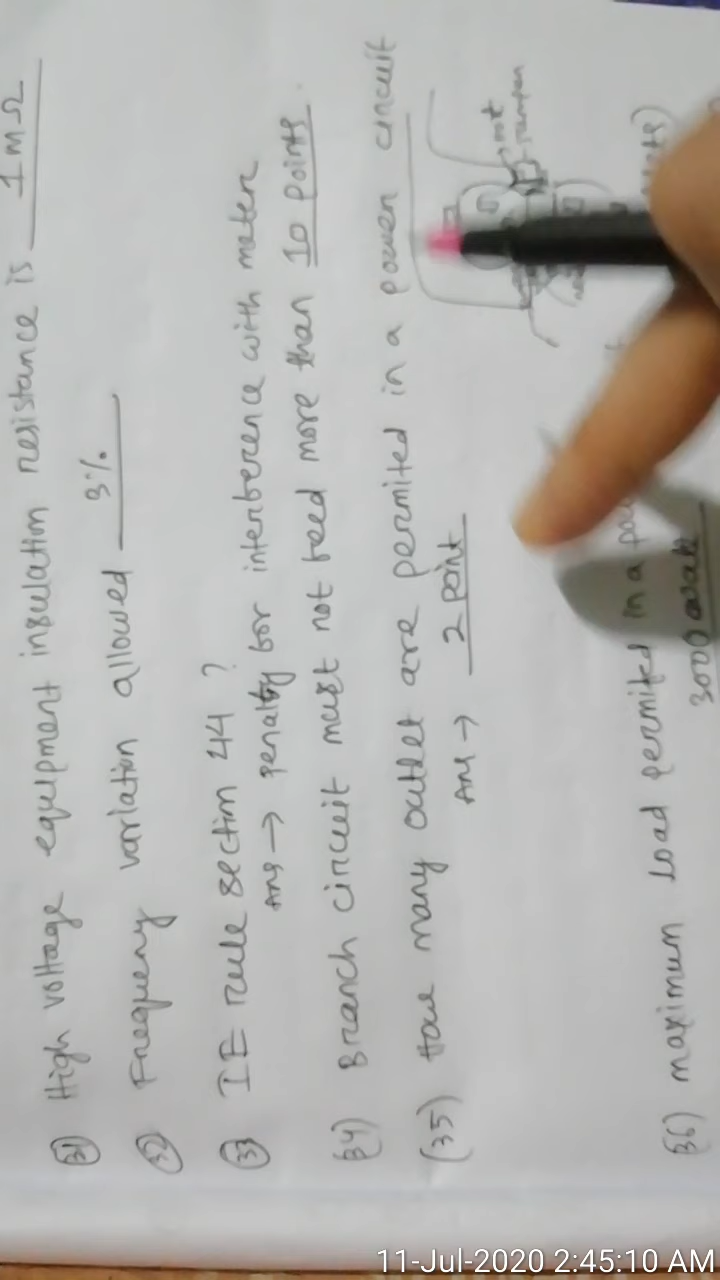 (31) High voltage equipment insulation resistance is 1 MΩ
(32) Frequeny variation allowed 3%
(33) IE rule section 44 ?
Ans → penalty for interference with meter
(34) Branch circuit must not feed more than 10 points.
(35) How many outlet are permited in a power circuit
Ans → 2 point
(36) maximum load permited in a
3000 watt
11-Jul-2020 2:45:10 AM